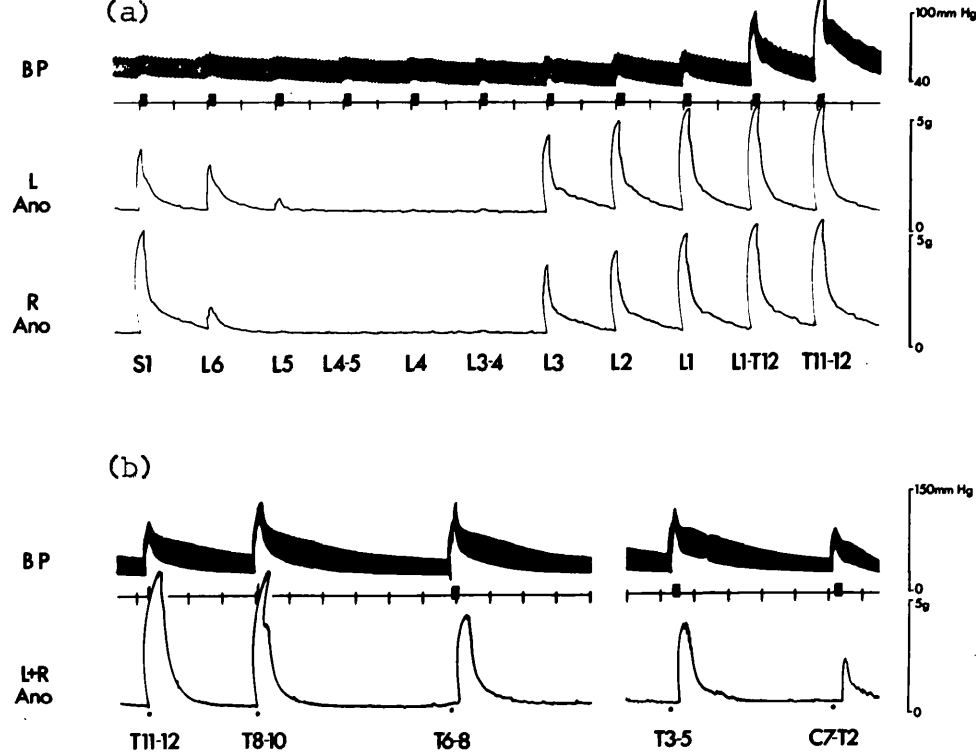 (a)
100mm Hg
BP
40
5g
L
Ano
0
5g
R
Ano
0
S1 L6 L5 L4-5 L4 L3-4 L3 L2 L1 L1-T12 T11-12
(b)
150mm Hg
BP
0
5g
L+R
Ano
0
T11-12 T8-10 T6-8 T3-5 C7-T2